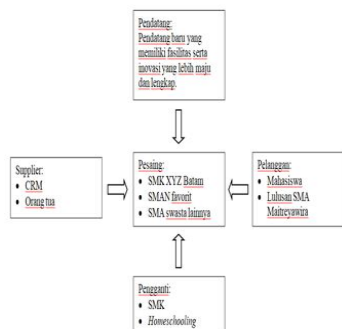 Pendatang:
Pendatang baru yang
memiliki fasilitas serta
inovasi yang lebih maju
dan lengkap.
Supplier:
• CRM
• Orang tua
Pesaing:
• SMK XYZ Batam
• SMAN favorit
• SMA swasta lainnya
Pelanggan:
• Mahasiswa
• Lulusan SMA
Maitreyawira
Pengganti:
• SMK
• Homeschooling